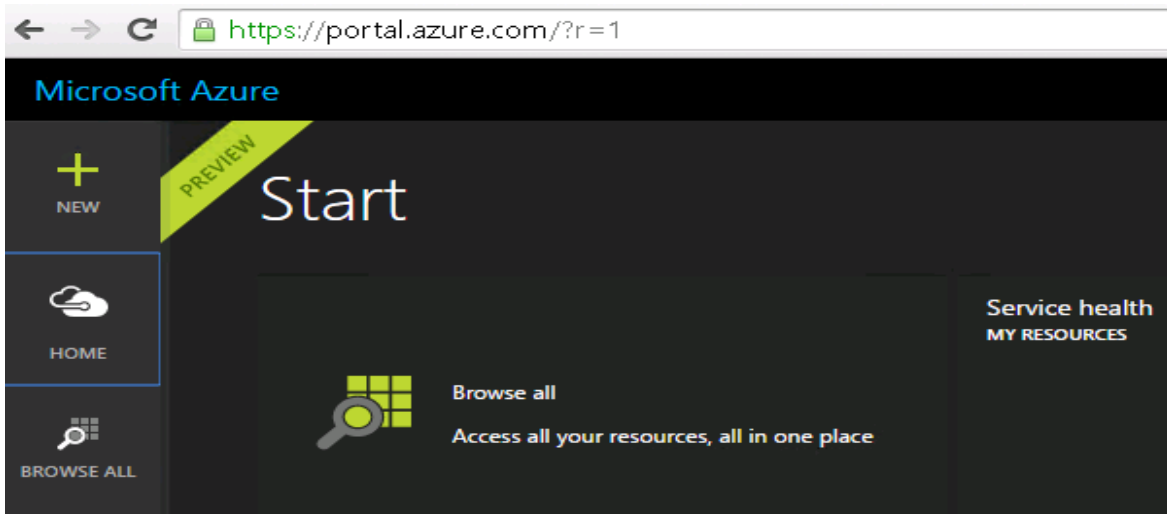 https://portal.azure.com/?r=1
Microsoft Azure
NEW
PREVIEW
Start
HOME
Service health
MY RESOURCES
Browse all
Access all your resources, all in one place
BROWSE ALL